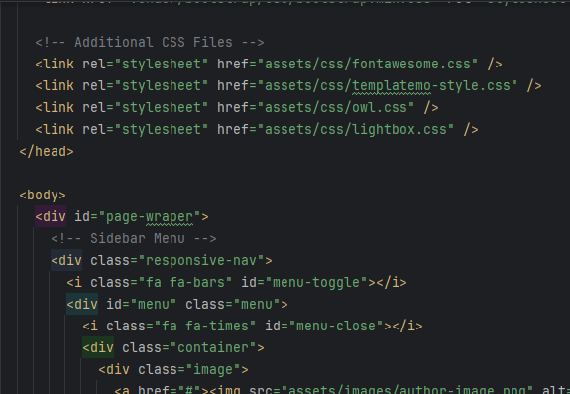 <!-- Additional CSS Files -->
<link rel="stylesheet" href="assets/css/fontawesome.css" />
<link rel="stylesheet" href="assets/css/templatemo-style.css" />
<link rel="stylesheet" href="assets/css/owl.css" />
<link rel="stylesheet" href="assets/css/lightbox.css" />
</head>
<body>
<div id="page-wraper">
<!-- Sidebar Menu -->
<div class="responsive-nav">
<i class="fa fa-bars" id="menu-toggle"></i>
<div id="menu" class="menu">
<i class="fa fa-times" id="menu-close"></i>
<div class="container">
<div class="image">
<a href="#"><img src="assets/images/author-image.png" alt=